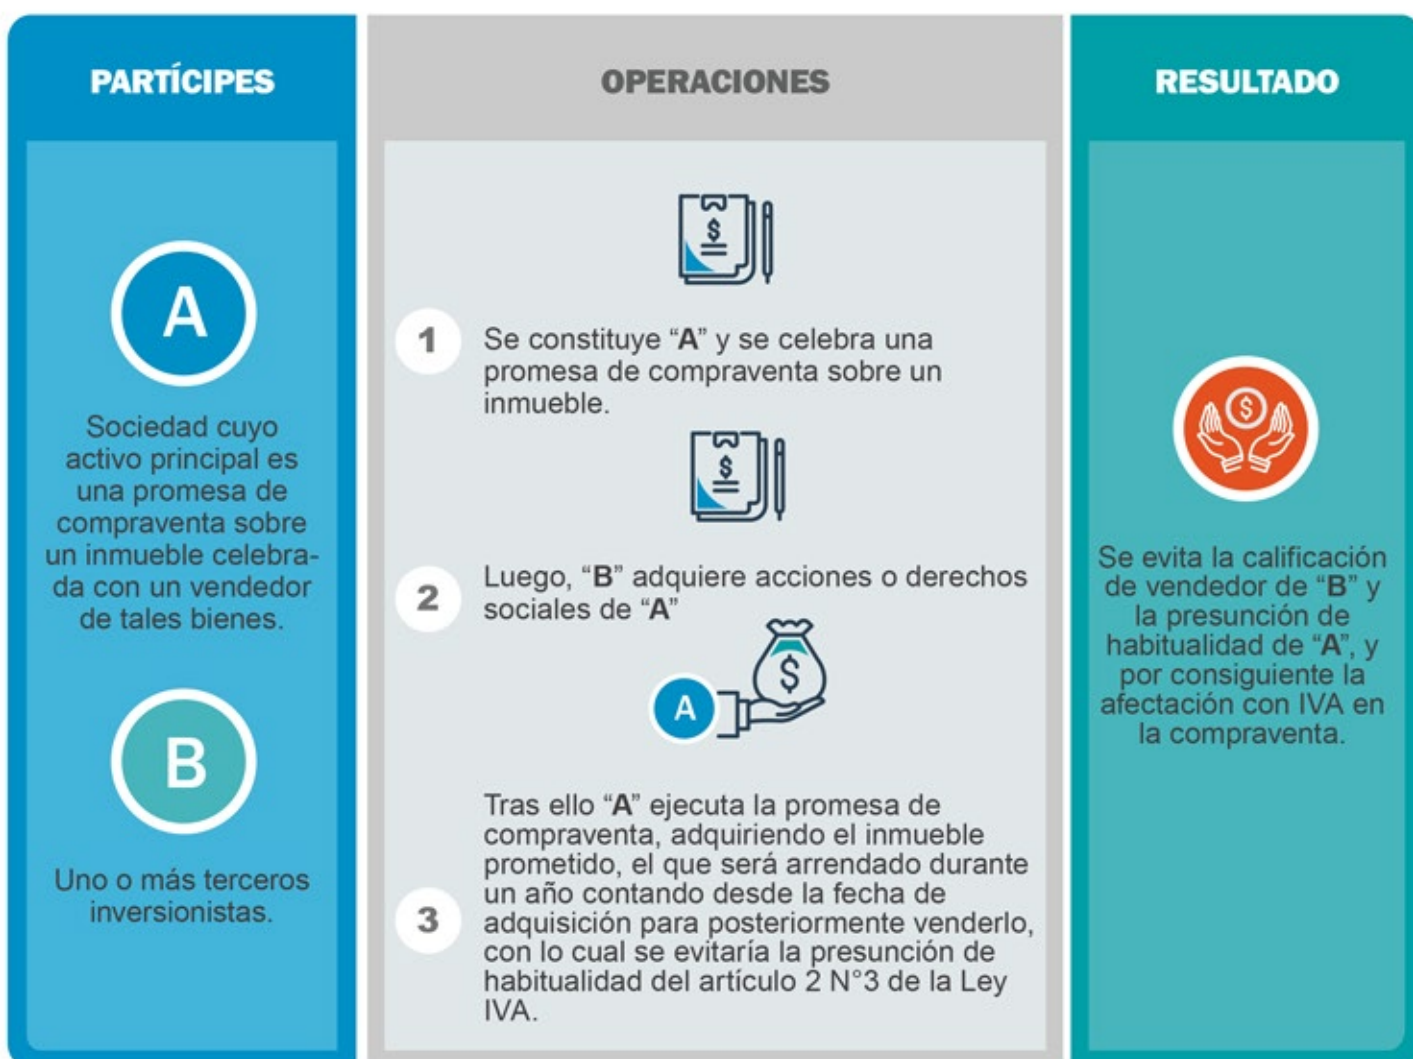 PARTÍCIPES
A
Sociedad cuyo
activo principal es
una promesa de
compraventa sobre
un inmueble celebra-
da con un vendedor
de tales bienes.
B
Uno o más terceros
inversionistas.
OPERACIONES
$
1
Se constituye “A” y se celebra una
promesa de compraventa sobre un
inmueble.
$
2
Luego, “B” adquiere acciones o derechos
sociales de “A”
A
$
3
Tras ello “A” ejecuta la promesa de
compraventa, adquiriendo el inmueble
prometido, el que será arrendado durante
un año contando desde la fecha de
adquisición para posteriormente venderlo,
con lo cual se evitaría la presunción de
habitualidad del artículo 2 N°3 de la Ley
IVA.
RESULTADO
$
Se evita la calificación
de vendedor de “B” y
la presunción de
habitualidad de “A”, y
por consiguiente la
afectación con IVA en
la compraventa.